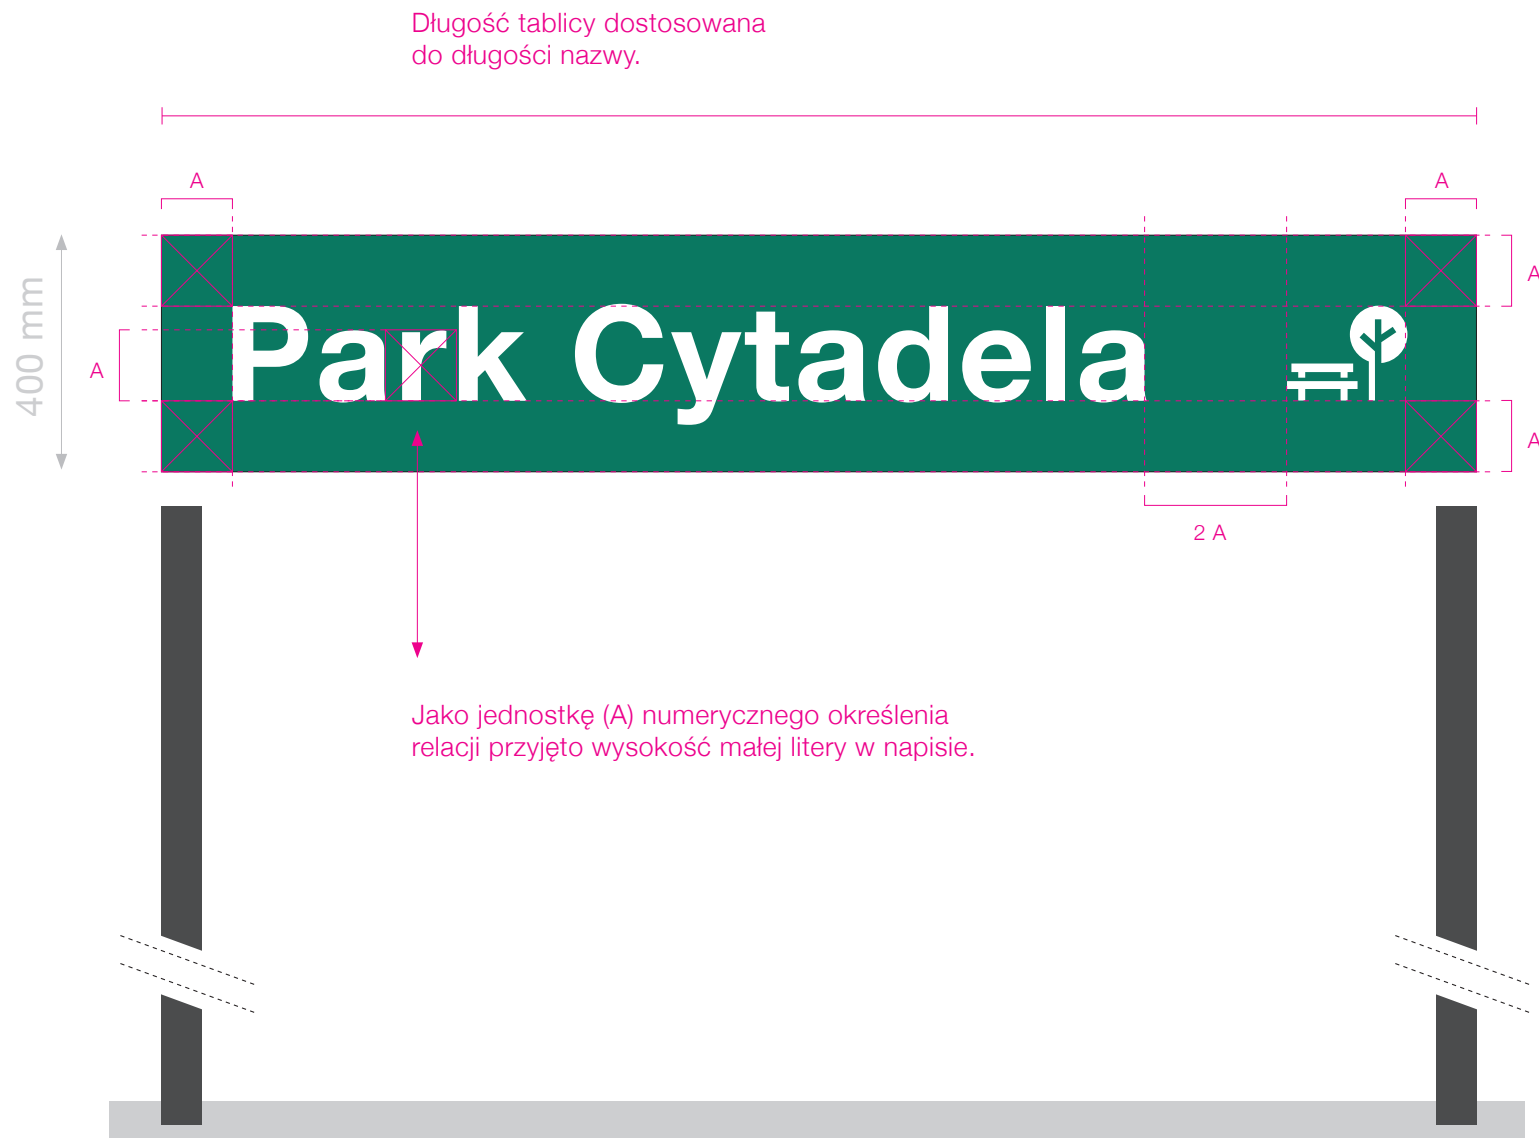 Długość tablicy dostosowana
do długości nazwy.
A
A
400 mm
A
A
Park Cytadela
A
A
2 A
Jako jednostkę (A) numerycznego określenia
relacji przyjęto wysokość małej litery w napisie.